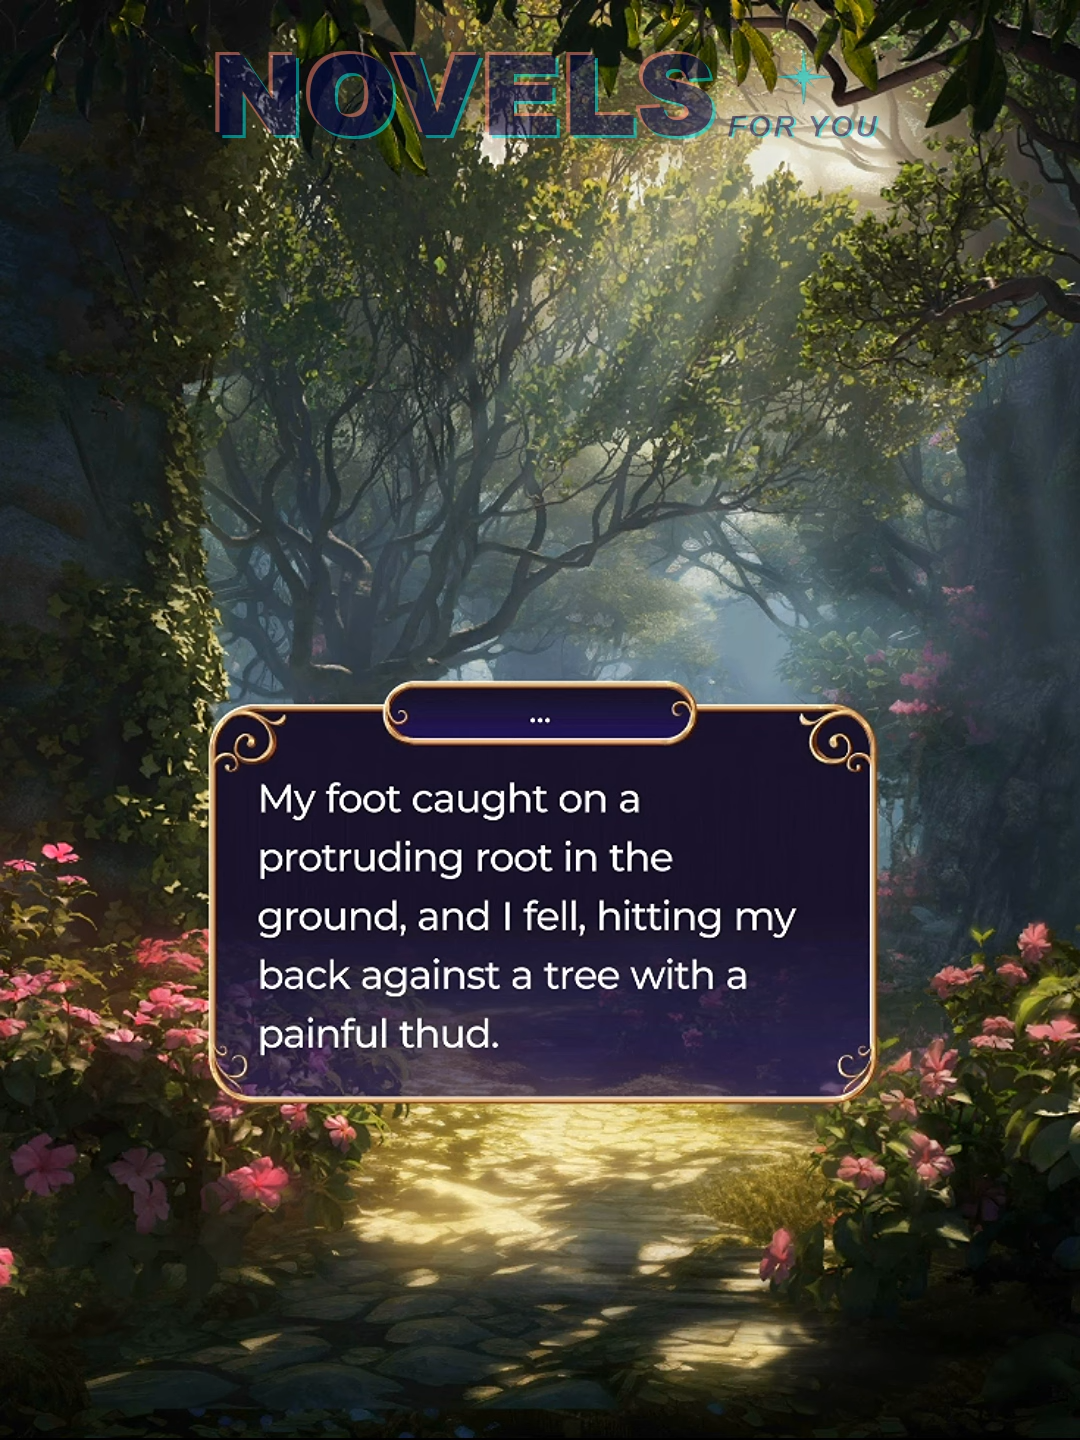 NOVELS
FOR YOU
...
My foot caught on a
protruding root in the
ground, and I fell, hitting my
back against a tree with a
painful thud.